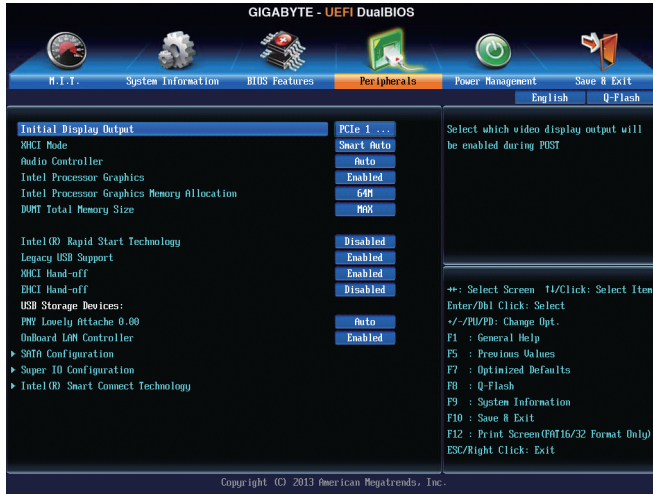 GIGABYTE - UEFI DualBIOS
M.I.T. System Information BIOS Features Peripherals Power Management Save & Exit
English Q-Flash
Initial Display Output PCIe 1 ...
XHCI Mode Smart Auto
Audio Controller Auto
Intel Processor Graphics Enabled
Intel Processor Graphics Memory Allocation 64M
DVMT Total Memory Size MAX
Intel(R) Rapid Start Technology Disabled
Legacy USB Support Enabled
XHCI Hand-off Enabled
EHCI Hand-off Disabled
USB Storage Devices:
PNY Lovely Attache 0.00 Auto
OnBoard LAN Controller Enabled
SATA Configuration
Super IO Configuration
Intel(R) Smart Connect Technology
Select which video display output will
be enabled during POST
→←: Select Screen ↑↓/Click: Select Item
Enter/Dbl Click: Select
+/-/PU/PD: Change Opt.
F1 : General Help
F5 : Previous Values
F7 : Optimized Defaults
F8 : Q-Flash
F9 : System Information
F10 : Save & Exit
F12 : Print Screen(FAT16/32 Format Only)
ESC/Right Click: Exit
Copyright (C) 2013 American Megatrends, Inc.